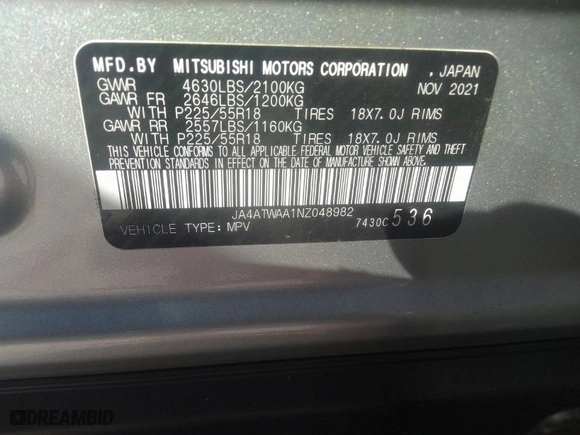 MFD.BY MITSUBISHI MOTORS CORPORATION , JAPAN
GVWR 4630LBS/2100KG NOV 2021
GAWR FR 2646LBS/1200KG
WITH P225/55R18 TIRES 18X7.0J RIMS
GAWR RR 2557LBS/1160KG
WITH P225/55R18 TIRES 18X7.0J RIMS
THIS VEHICLE CONFORMS TO ALL APPLICABLE FEDERAL MOTOR VEHICLE SAFETY AND THEFT
PREVENTION STANDARDS IN EFFECT ON THE DATE OF MANUFACTURE SHOWN ABOVE.
JA4ATWAA1NZ048982
VEHICLE TYPE: MPV 7430C 536
DREAMBID